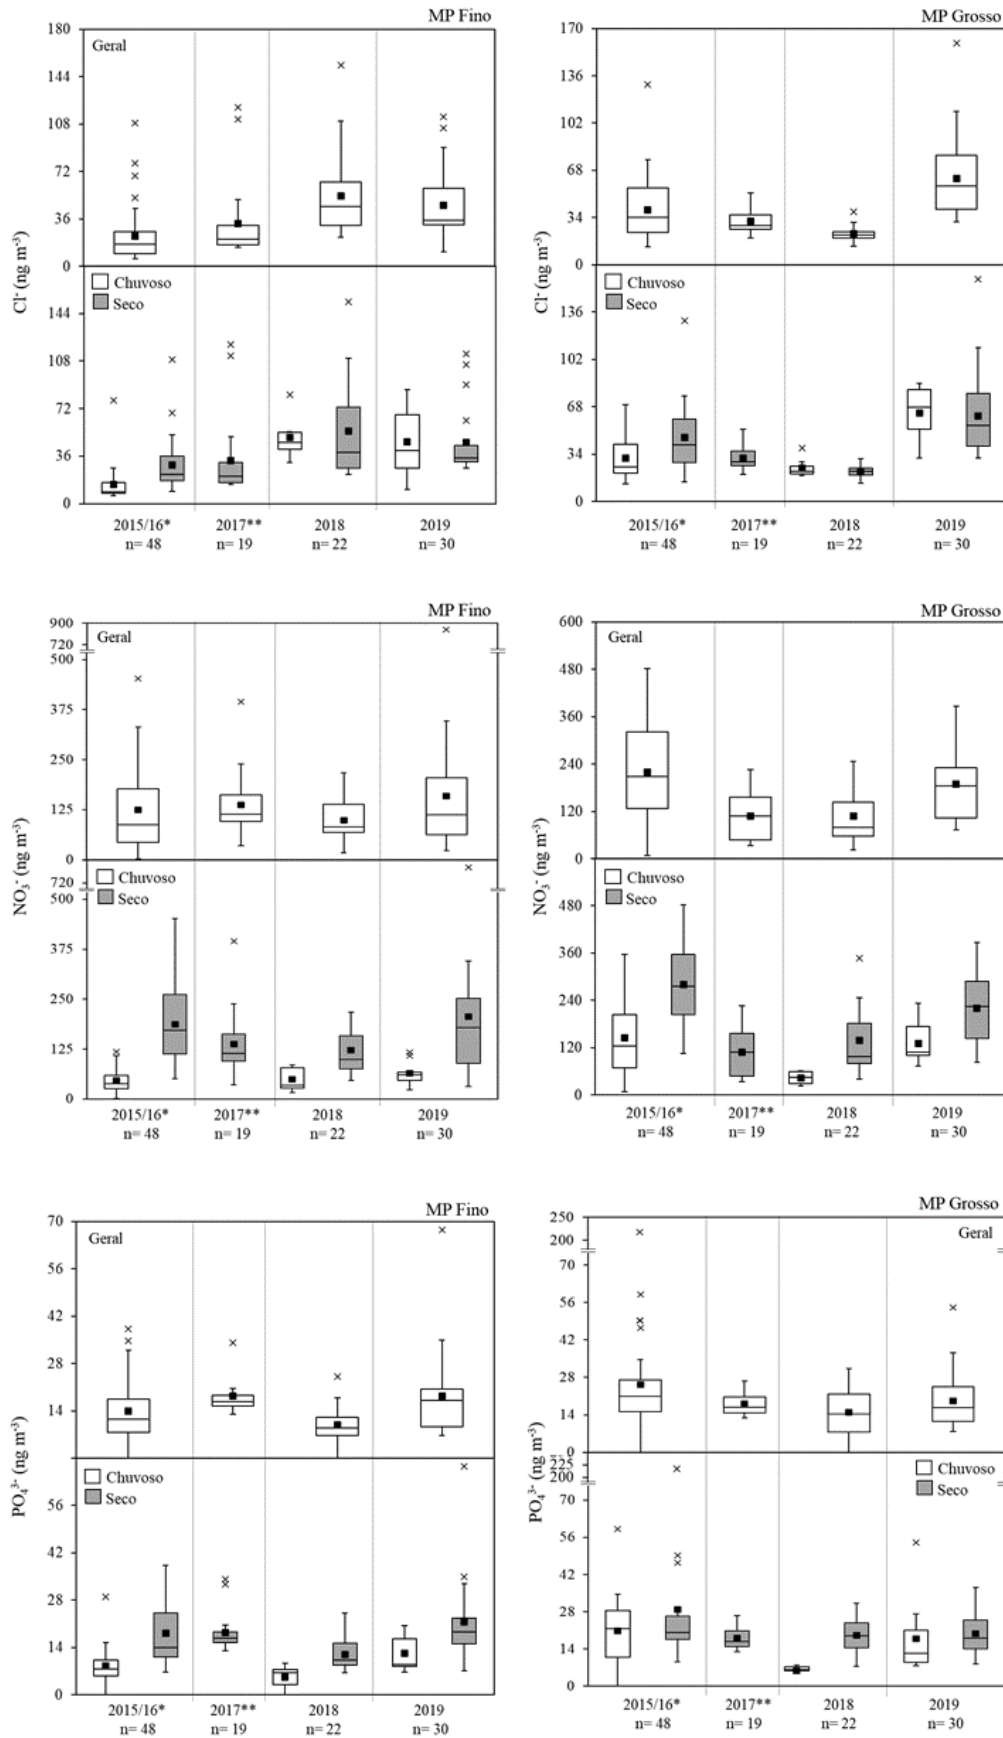 MP Fino
Geral
180
144
108
72
36
0
Chuvoso
Seco
144
108
72
36
0
Cl⁻ (ng m⁻³)
2015/16* 2017** 2018 2019
n= 48 n= 19 n= 22 n= 30
MP Grosso
170
136
102
68
34
0
Chuvoso
Seco
136
102
68
34
0
Cl⁻ (ng m⁻³)
2015/16* 2017** 2018 2019
n= 48 n= 19 n= 22 n= 30
MP Fino
Geral
900
720
500
375
250
125
0
Chuvoso
Seco
720
500
375
250
125
0
NO₃⁻ (ng m⁻³)
2015/16* 2017** 2018 2019
n= 48 n= 19 n= 22 n= 30
MP Grosso
600
480
360
240
120
0
Chuvoso
Seco
480
360
240
120
0
NO₃⁻ (ng m⁻³)
2015/16* 2017** 2018 2019
n= 48 n= 19 n= 22 n= 30
MP Fino
Geral
70
56
42
28
14
Chuvoso
Seco
56
42
28
14
0
PO₄³⁻ (ng m⁻³)
2015/16* 2017** 2018 2019
n= 48 n= 19 n= 22 n= 30
MP Grosso
Geral
250
200
70
56
42
28
14
0
Chuvoso
Seco
225
200
70
56
42
28
14
0
PO₄³⁻ (ng m⁻³)
2015/16* 2017** 2018 2019
n= 48 n= 19 n= 22 n= 30